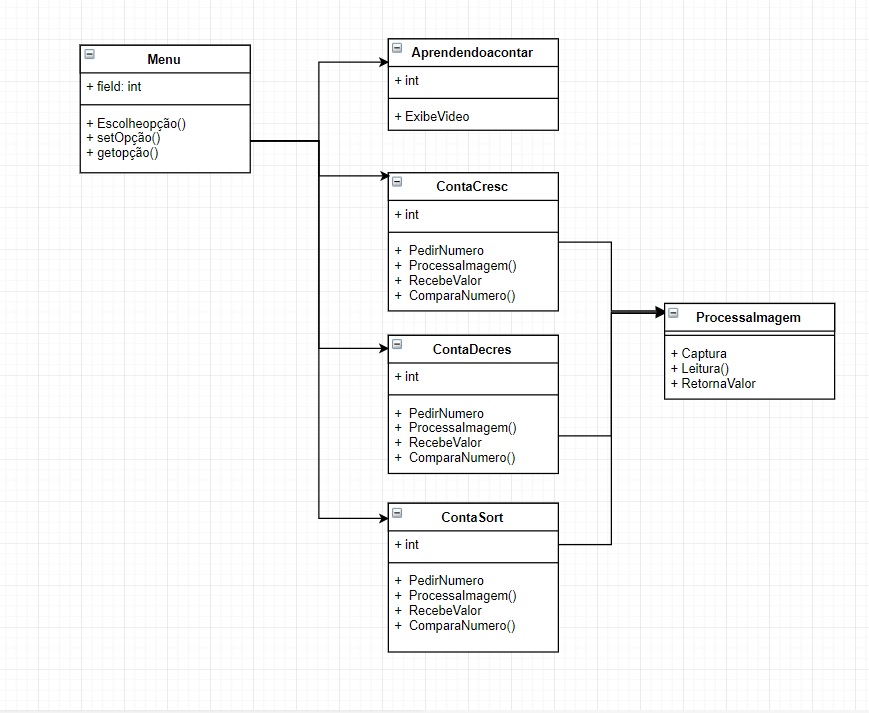 Menu
+ field: int
+ Escolheopção()
+ setOpção()
+ getopção()
Aprendendoacontar
+ int
+ ExibeVideo
ContaCresc
+ int
+ PedirNumero
+ ProcessaImagem()
+ RecebeValor
+ ComparaNumero()
ContaDecres
+ int
+ PedirNumero
+ ProcessaImagem()
+ RecebeValor
+ ComparaNumero()
ContaSort
+ int
+ PedirNumero
+ ProcessaImagem()
+ RecebeValor
+ ComparaNumero()
ProcessaImagem
+ Captura
+ Leitura()
+ RetornaValor